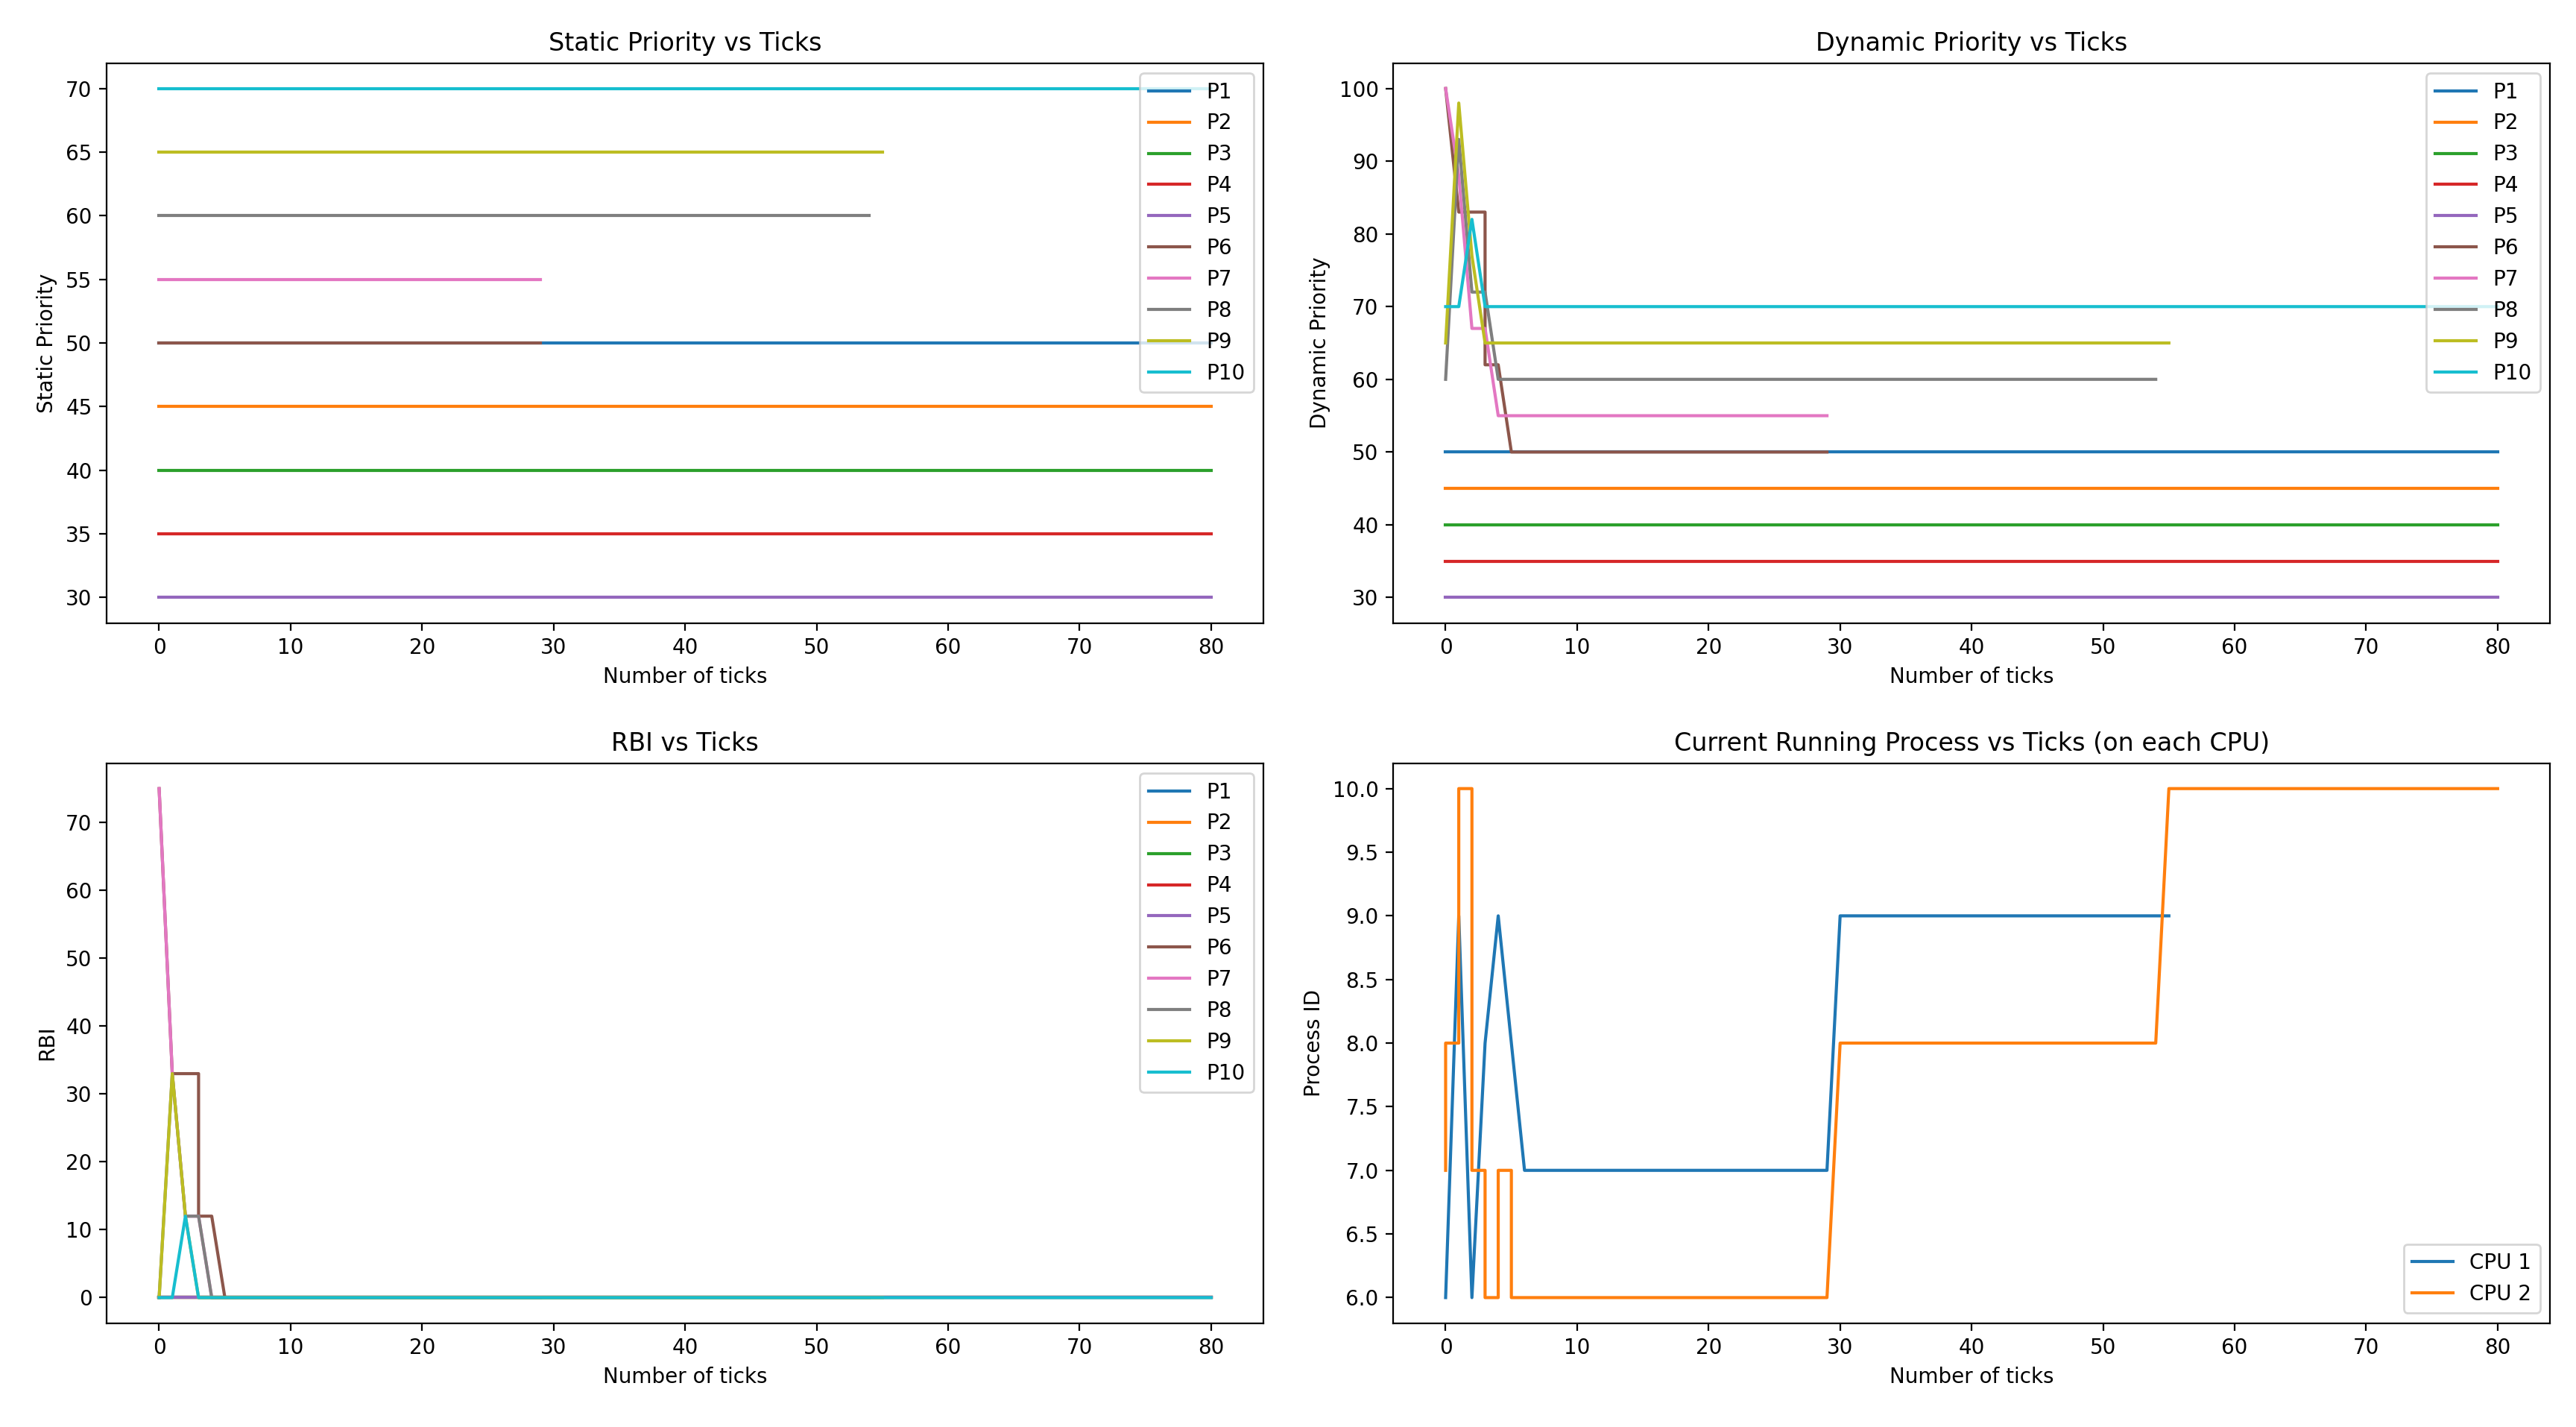 Static Priority vs Ticks
Static Priority
70
65
60
55
50
45
40
35
30
0 10 20 30 40 50 60 70 80
Number of ticks
P1
P2
P3
P4
P5
P6
P7
P8
P9
P10
Dynamic Priority vs Ticks
Dynamic Priority
100
90
80
70
60
50
40
30
0 10 20 30 40 50 60 70 80
Number of ticks
P1
P2
P3
P4
P5
P6
P7
P8
P9
P10
RBI vs Ticks
RBI
70
60
50
40
30
20
10
0
0 10 20 30 40 50 60 70 80
Number of ticks
P1
P2
P3
P4
P5
P6
P7
P8
P9
P10
Current Running Process vs Ticks (on each CPU)
Process ID
10.0
9.5
9.0
8.5
8.0
7.5
7.0
6.5
6.0
0 10 20 30 40 50 60 70 80
Number of ticks
CPU 1
CPU 2